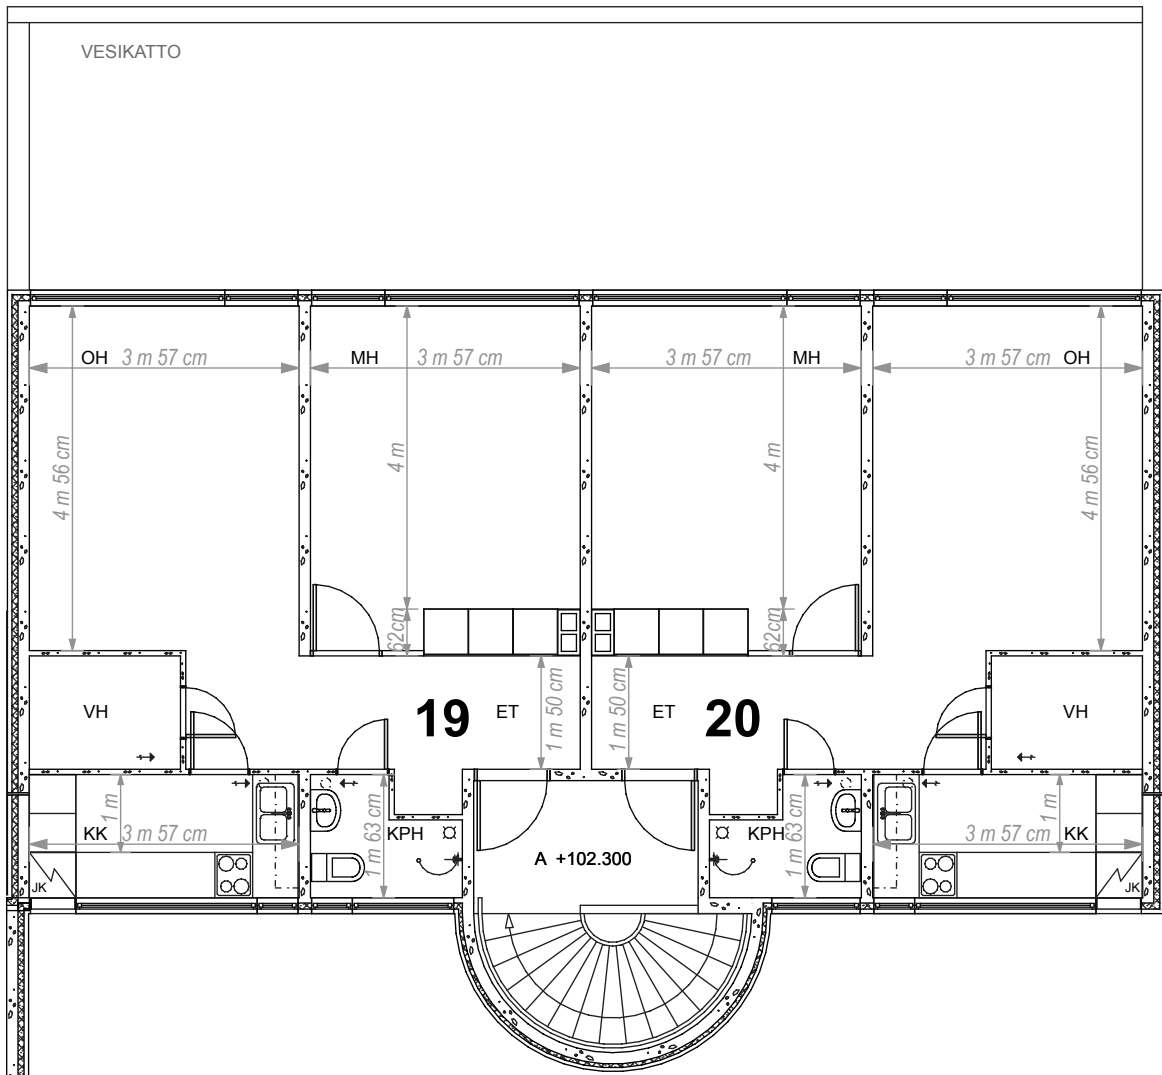 VESIKATTO
OH 3 m 57 cm
MH 3 m 57 cm
3 m 57 cm MH
3 m 57 cm OH
4 m 56 cm
4 m
4 m
4 m 56 cm
62cm
62cm
VH
19 ET
1 m 50 cm
1 m 50 cm
ET 20
VH
1m
KK 3 m 57 cm
JK
1 m 63 cm
KPH
A +102.300
KPH
1 m 63 cm
3 m 57 cm KK
1m
JK